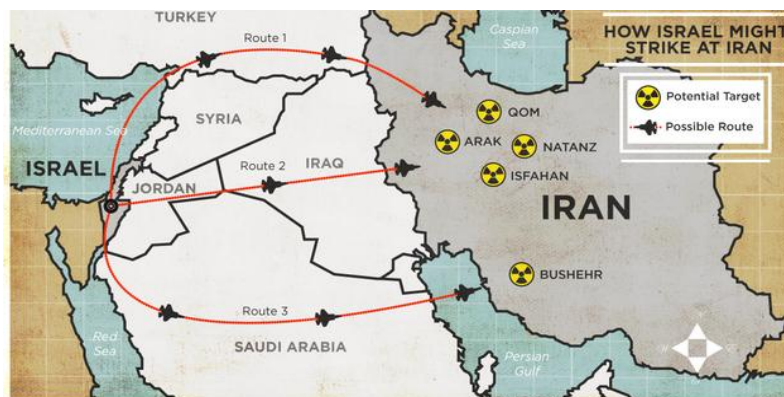 TURKEY
Caspian
Sea
HOW ISRAEL MIGHT
STRIKE AT IRAN
Route 1
Potential Target
Possible Route
QOM
Mediterranean Sea
SYRIA
ARAK
NATANZ
ISRAEL
JORDAN
Route 2
IRAQ
ISFAHAN
IRAN
BUSHEHR
Route 3
Red
Sea
SAUDI ARABIA
Persian
Gulf